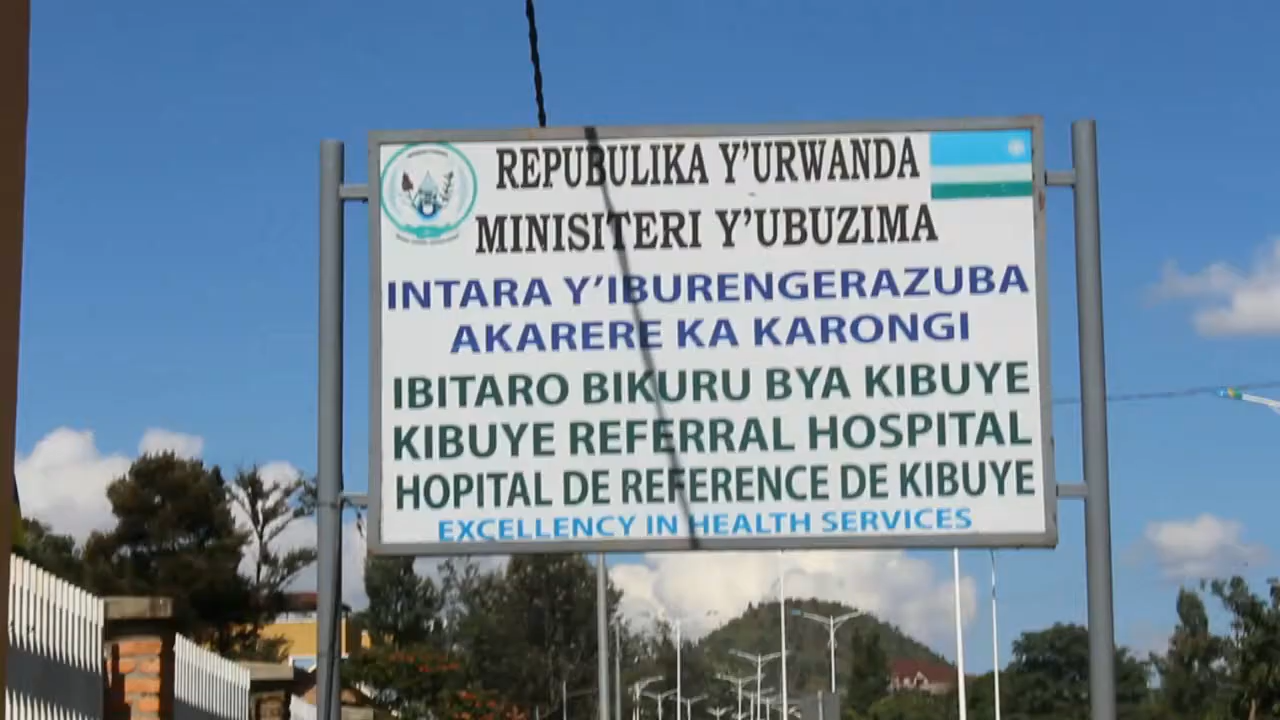 REPUBULIKA Y'URWANDA
MINISITERI Y'UBUZIMA
INTARA Y'IBURENGERAZUBA
AKARERE KA KARONGI
IBITARO BIKURU BYA KIBUYE
KIBUYE REFERRAL HOSPITAL
HOPITAL DE REFERENCE DE KIBUYE
EXCELLENCY IN HEALTH SERVICES